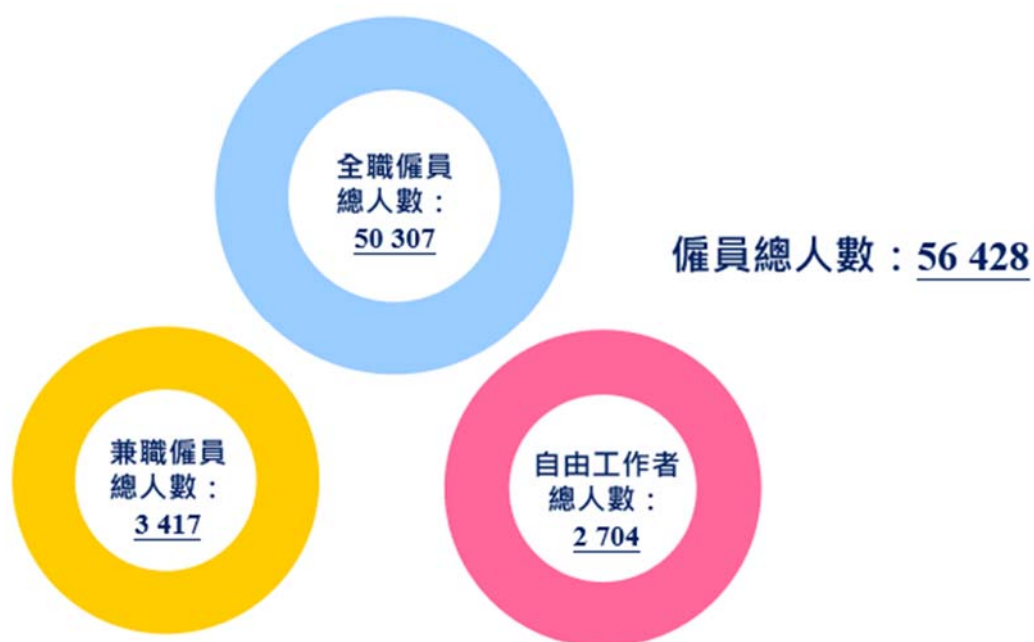 全職僱員
總人數：
50 307
僱員總人數：56 428
兼職僱員
總人數：
3 417
自由工作者
總人數：
2 704